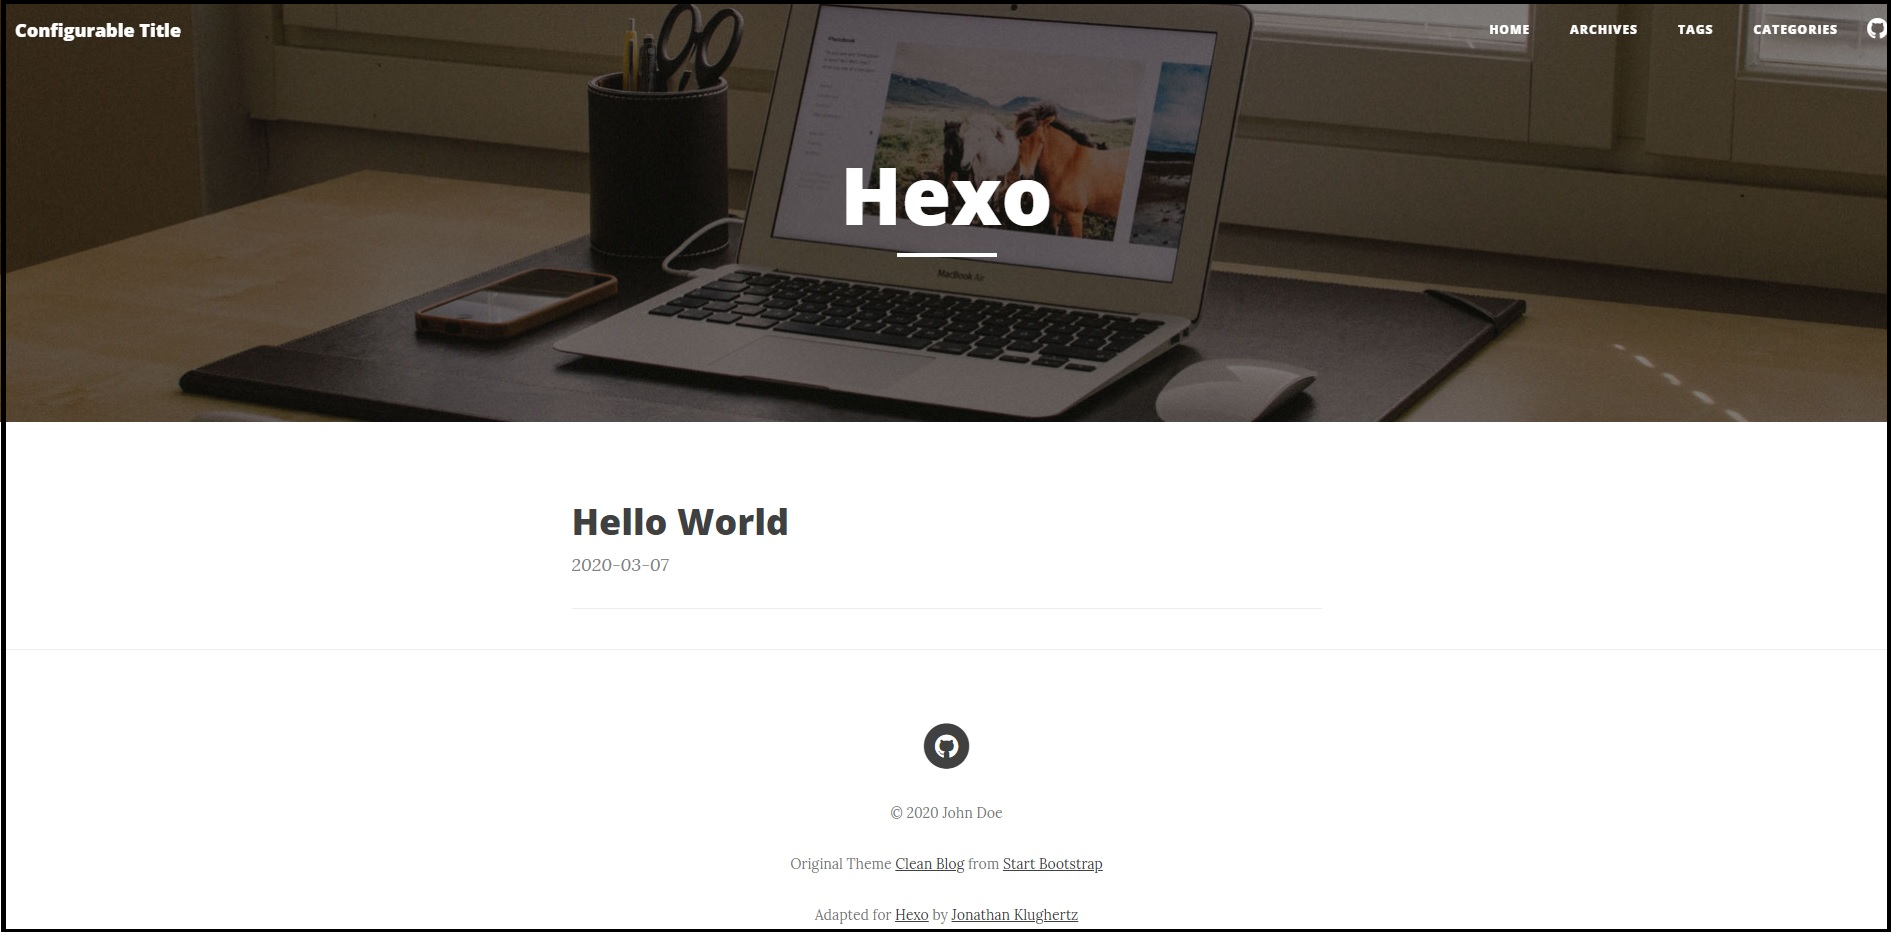 Configurable Title
HOME ARCHIVES TAGS CATEGORIES
Photobook
Hexo
MacBook Air
Hello World
2020-03-07
© 2020 John Doe
Original Theme Clean Blog from Start Bootstrap
Adapted for Hexo by Jonathan Klughertz